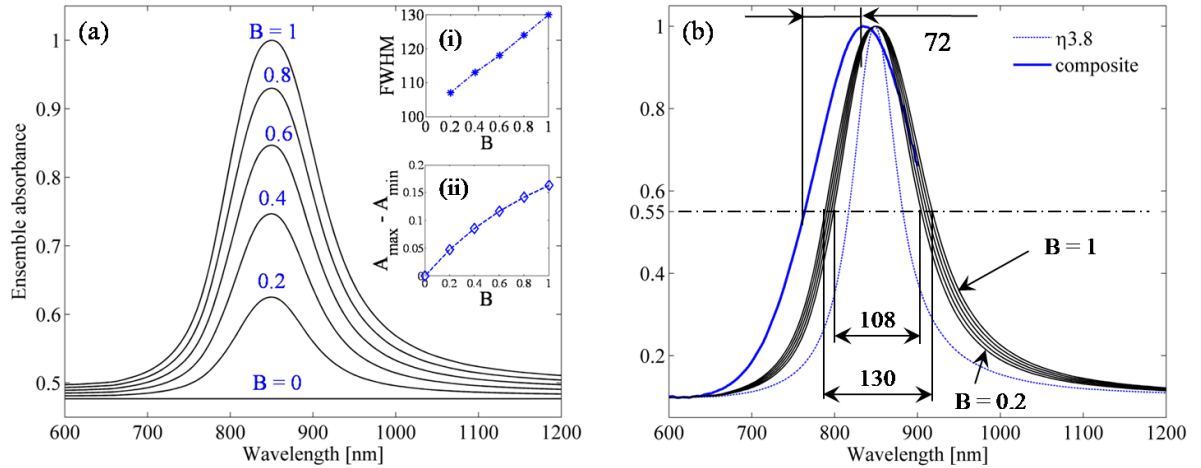 (a)
B = 1
0.8
0.6
0.4
0.2
B = 0
Ensemble absorbance
1
0.9
0.8
0.7
0.6
0.5
600 700 800 900 1000 1100 1200
Wavelength [nm]
(i)
FWHM
130
120
110
100
0 0.2 0.4 0.6 0.8 1
B
(ii)
A_max - A_min
0.2
0.15
0.1
0.05
0
0 0.2 0.4 0.6 0.8 1
B
(b)
72
η3.8
composite
1
0.8
0.6
0.55
0.4
0.2
B = 1
108
130
B = 0.2
600 700 800 900 1000 1100 1200
Wavelength [nm]